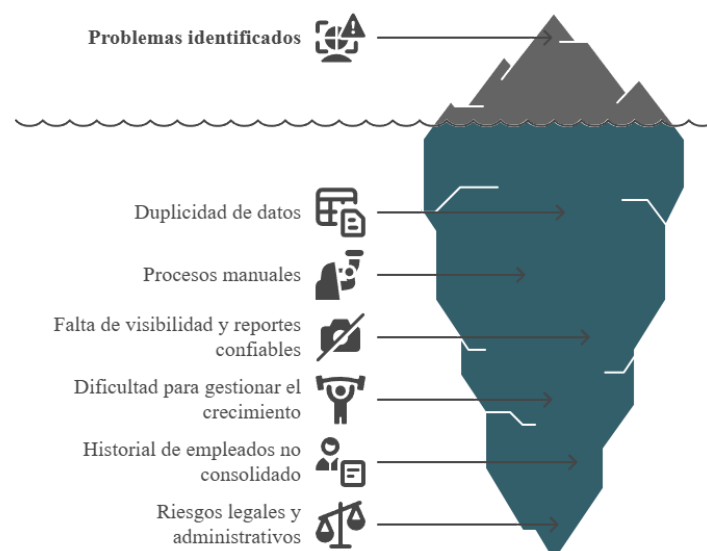 Problemas identificados
Duplicidad de datos
Procesos manuales
Falta de visibilidad y reportes
confiables
Dificultad para gestionar el
crecimiento
Historial de empleados no
consolidado
Riesgos legales y
administrativos